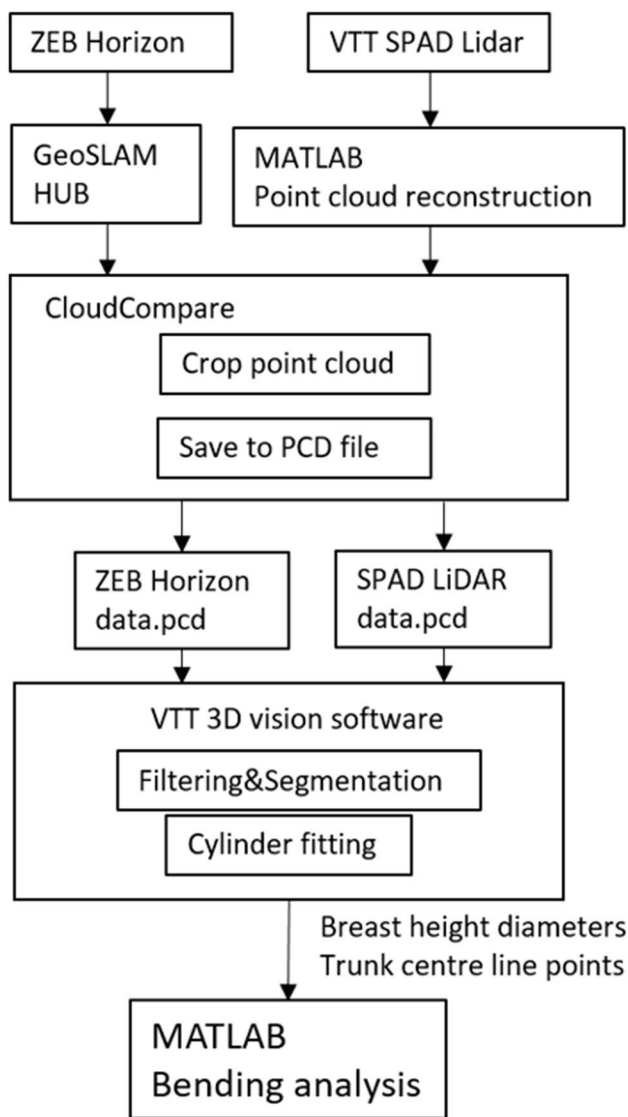 ZEB Horizon
VTT SPAD Lidar
GeoSLAM
HUB
MATLAB
Point cloud reconstruction
CloudCompare
Crop point cloud
Save to PCD file
ZEB Horizon
data.pcd
SPAD LiDAR
data.pcd
VTT 3D vision software
Filtering&Segmentation
Cylinder fitting
Breast height diameters
Trunk centre line points
MATLAB
Bending analysis